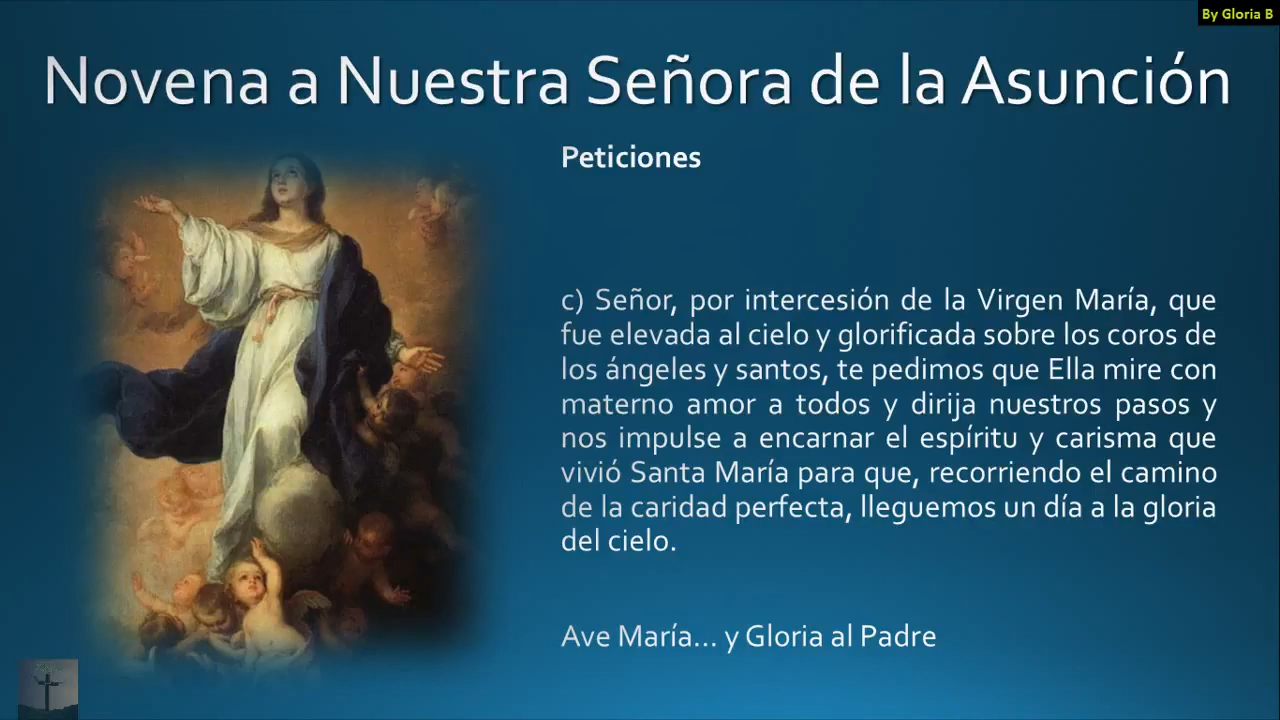 By Gloria B
Novena a Nuestra Señora de la Asunción
Peticiones
c) Señor, por intercesión de la Virgen María, que
fue elevada al cielo y glorificada sobre los coros de
los ángeles y santos, te pedimos que Ella mire con
materno amor a todos y dirija nuestros pasos y
nos impulse a encarnar el espíritu y carisma que
vivió Santa María para que, recorriendo el camino
de la caridad perfecta, lleguemos un día a la gloria
del cielo.
Ave María... y Gloria al Padre